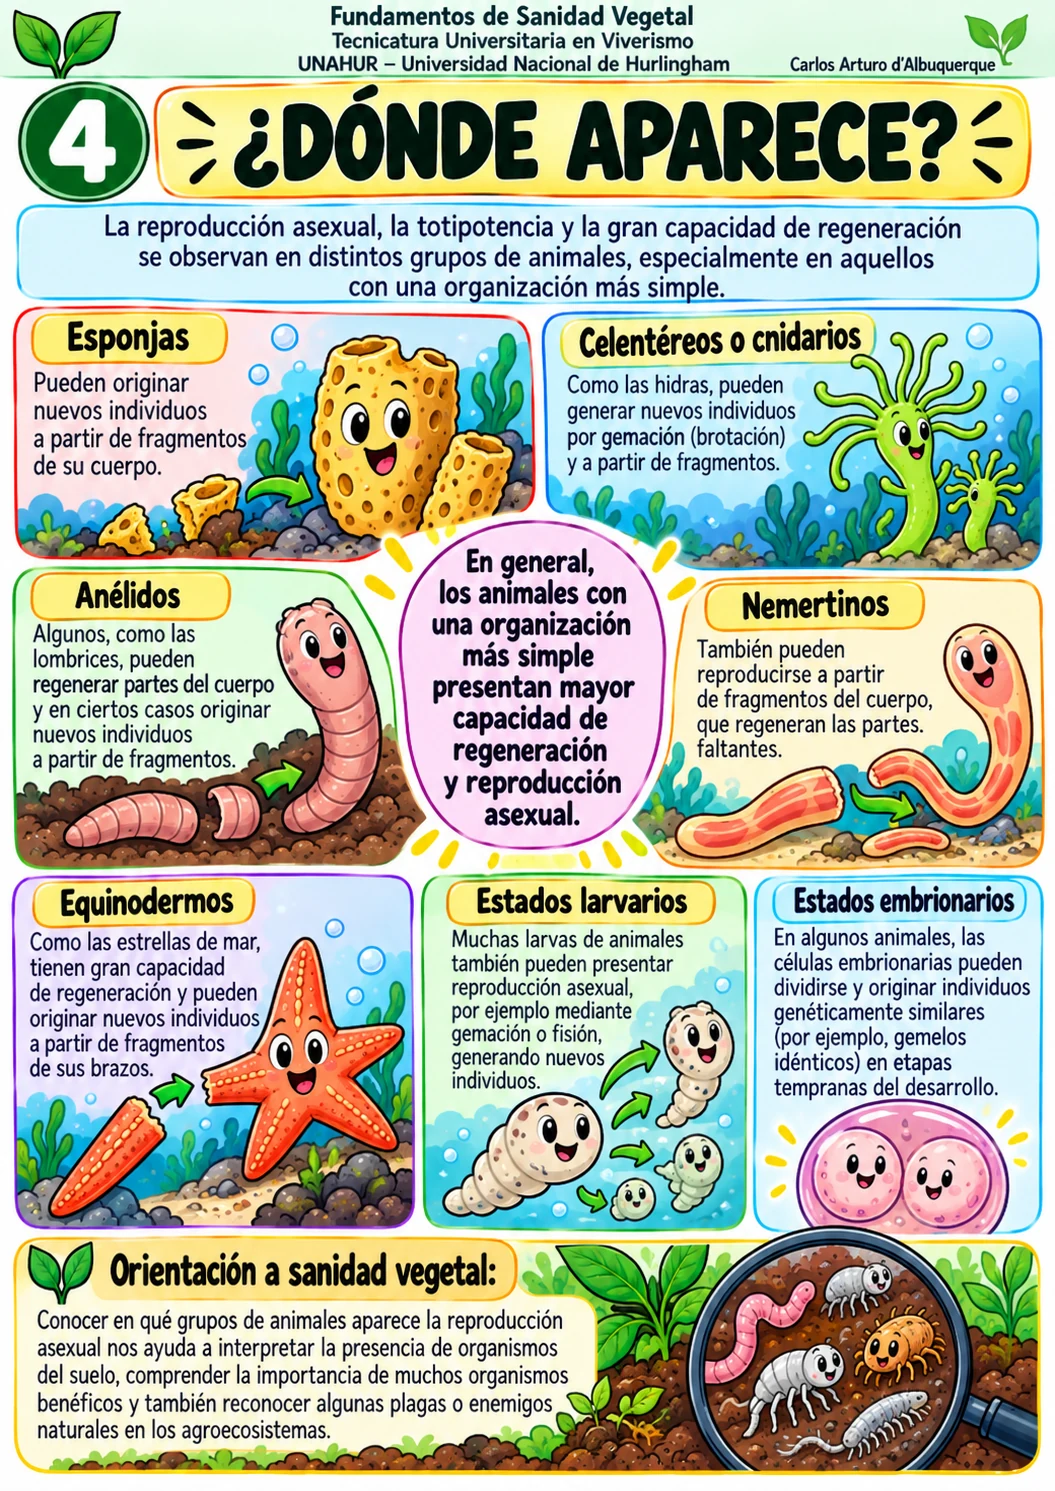 Fundamentos de Sanidad Vegetal
Tecnicatura Universitaria en Viverismo
UNAHUR – Universidad Nacional de Hurlingham
Carlos Arturo d'Albuquerque
4
¿DÓNDE APARECE?
La reproducción asexual, la totipotencia y la gran capacidad de regeneración
se observan en distintos grupos de animales, especialmente en aquellos
con una organización más simple.
Esponjas
Pueden originar
nuevos individuos
a partir de fragmentos
de su cuerpo.
Celentéreos o cnidarios
Como las hidras, pueden
generar nuevos individuos
por gemación (brotación)
y a partir de fragmentos.
Anélidos
Algunos, como las
lombrices, pueden
regenerar partes del cuerpo
y en ciertos casos originar
nuevos individuos
a partir de fragmentos.
En general,
los animales con
una organización
más simple
presentan mayor
capacidad de
regeneración
y reproducción
asexual.
Nemertinos
También pueden
reproducirse a partir
de fragmentos del cuerpo,
que regeneran las partes.
faltantes.
Equinodermos
Como las estrellas de mar,
tienen gran capacidad
de regeneración y pueden
originar nuevos individuos
a partir de fragmentos
de sus brazos.
Estados larvarios
Muchas larvas de animales
también pueden presentar
reproducción asexual,
por ejemplo mediante
gemación o fisión,
generando nuevos
individuos.
Estados embrionarios
En algunos animales, las
células embrionarias pueden
dividirse y originar individuos
genéticamente similares
(por ejemplo, gemelos
idénticos) en etapas
tempranas del desarrollo.
Orientación a sanidad vegetal:
Conocer en qué grupos de animales aparece la reproducción
asexual nos ayuda a interpretar la presencia de organismos
del suelo, comprender la importancia de muchos organismos
benéficos y también reconocer algunas plagas o enemigos
naturales en los agroecosistemas.